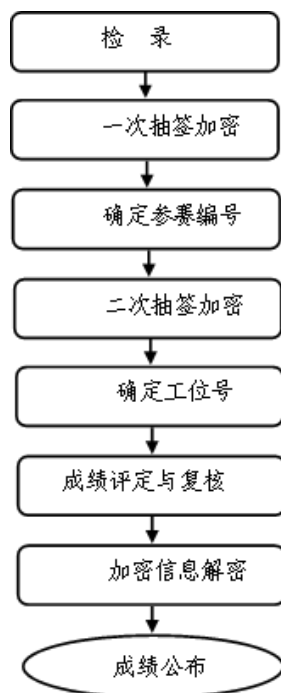 检 录
一次抽签加密
确定参赛编号
二次抽签加密
确定工位号
成绩评定与复核
加密信息解密
成绩公布